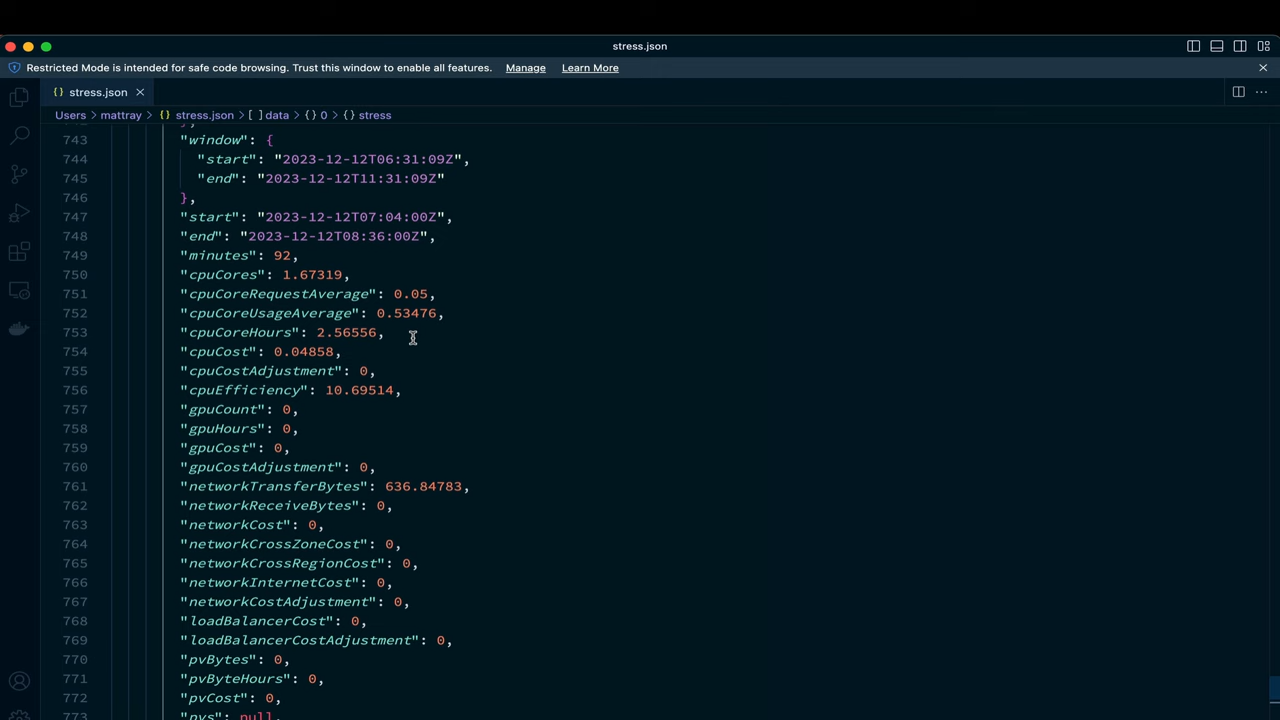 stress.json
Restricted Mode is intended for safe code browsing. Trust this window to enable all features. Manage Learn More
{} stress.json
Users > mattray > {} stress.json > [ ] data > {} 0 > {} stress
743 "window": {
744 "start": "2023-12-12T06:31:09Z",
745 "end": "2023-12-12T11:31:09Z"
746 },
747 "start": "2023-12-12T07:04:00Z",
748 "end": "2023-12-12T08:36:00Z",
749 "minutes": 92,
750 "cpuCores": 1.67319,
751 "cpuCoreRequestAverage": 0.05,
752 "cpuCoreUsageAverage": 0.53476,
753 "cpuCoreHours": 2.56556,
754 "cpuCost": 0.04858,
755 "cpuCostAdjustment": 0,
756 "cpuEfficiency": 10.69514,
757 "gpuCount": 0,
758 "gpuHours": 0,
759 "gpuCost": 0,
760 "gpuCostAdjustment": 0,
761 "networkTransferBytes": 636.84783,
762 "networkReceiveBytes": 0,
763 "networkCost": 0,
764 "networkCrossZoneCost": 0,
765 "networkCrossRegionCost": 0,
766 "networkInternetCost": 0,
767 "networkCostAdjustment": 0,
768 "loadBalancerCost": 0,
769 "loadBalancerCostAdjustment": 0,
770 "pvBytes": 0,
771 "pvByteHours": 0,
772 "pvCost": 0,
773 "pvs": null,